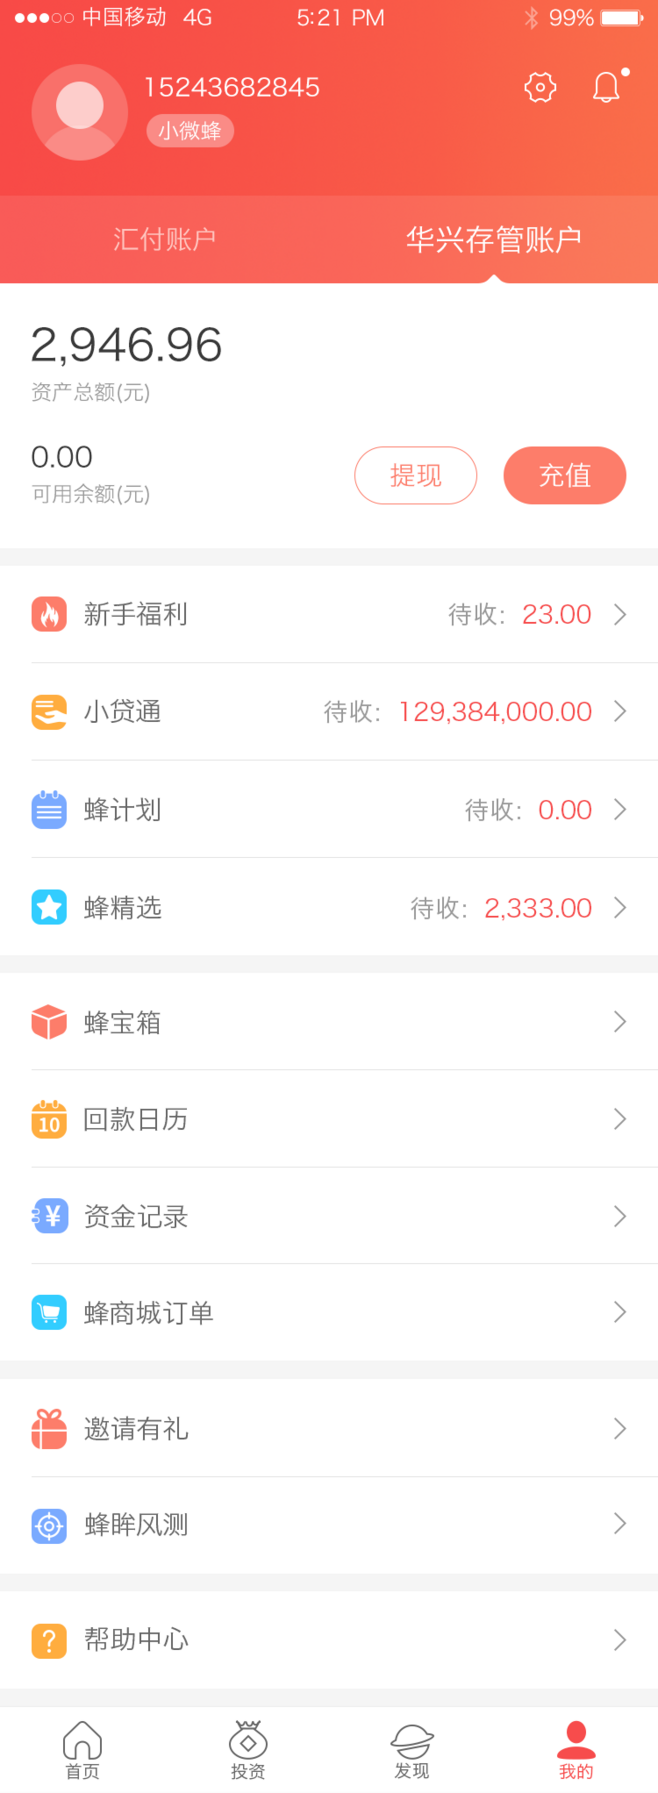 中国移动 4G 5:21 PM 99%
15243682845
小微蜂
汇付账户 华兴存管账户
2,946.96
资产总额(元)
0.00
可用余额(元)
提现 充值
新手福利 待收: 23.00
小贷通 待收: 129,384,000.00
蜂计划 待收: 0.00
蜂精选 待收: 2,333.00
蜂宝箱
10 回款日历
¥ 资金记录
蜂商城订单
邀请有礼
蜂眸风测
? 帮助中心
首页 投资 发现 我的